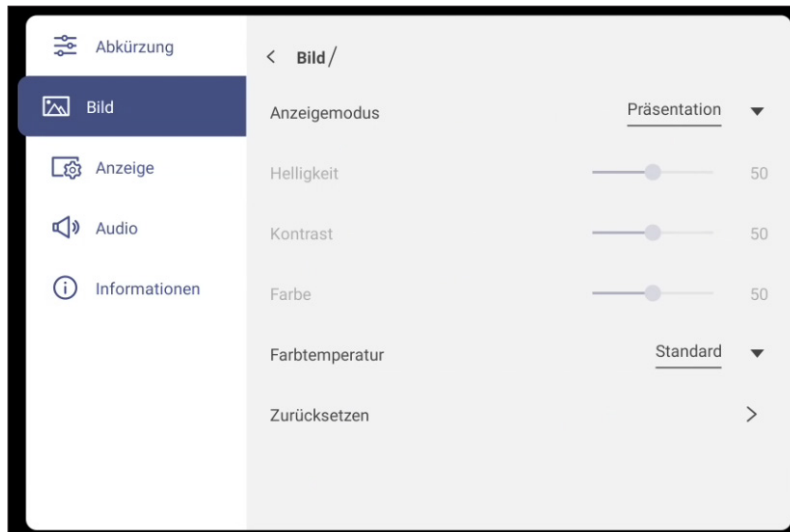 Abkürzung
Bild
Anzeige
Audio
Informationen
< Bild/
Anzeigemodus Präsentation
Helligkeit 50
Kontrast 50
Farbe 50
Farbtemperatur Standard
Zurücksetzen